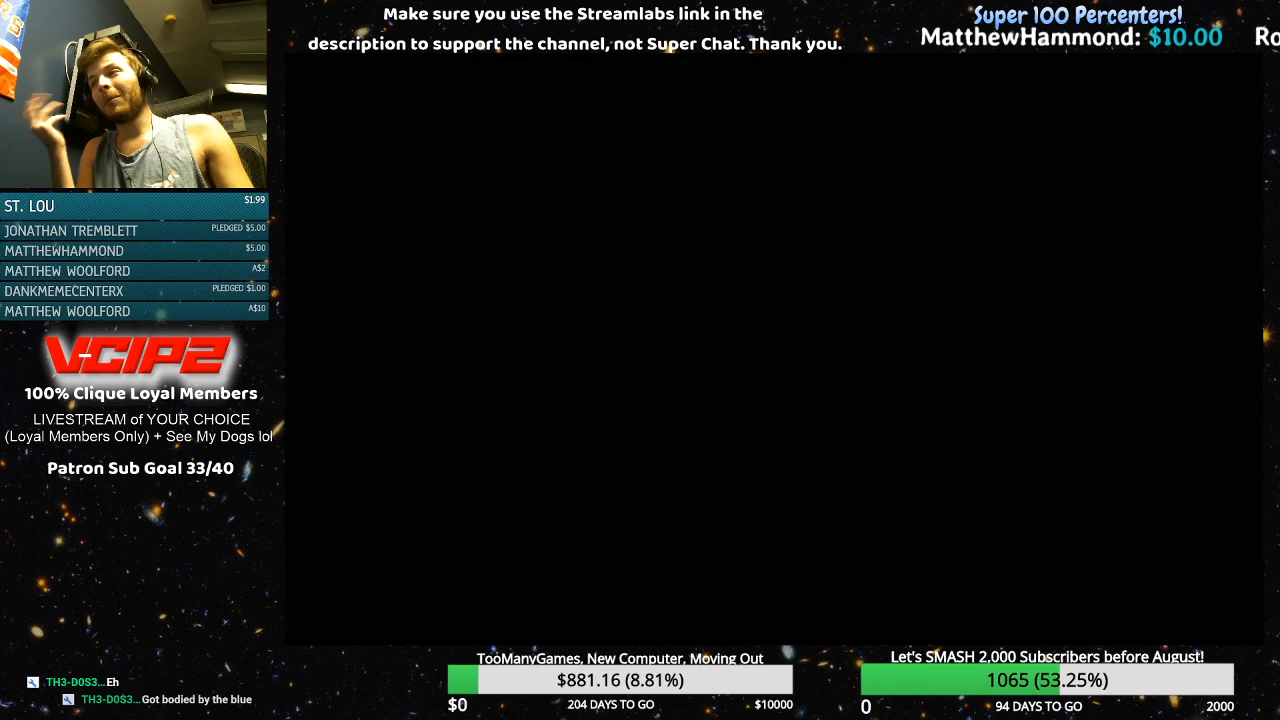 Make sure you use the Streamlabs link in the
description to support the channel, not Super Chat. Thank you.
Super 100 Percenters!
MatthewHammond: $10.00 Ro
ST. LOU $1.99
JONATHAN TREMBLETT PLEDGED $5.00
MATTHEWHAMMOND $5.00
MATTHEW WOOLFORD A$2
DANKMEMECENTERX PLEDGED $1.00
MATTHEW WOOLFORD A$10
V-CIPZ
100% Clique Loyal Members
LIVESTREAM of YOUR CHOICE
(Loyal Members Only) + See My Dogs lol
Patron Sub Goal 33/40
TH3-D0S3...Eh
TH3-D0S3...Got bodied by the blue
TooManyGames, New Computer, Moving Out
$881.16 (8.81%)
$0 204 DAYS TO GO $10000
Let's SMASH 2,000 Subscribers before August!
1065 (53.25%)
0 94 DAYS TO GO 2000